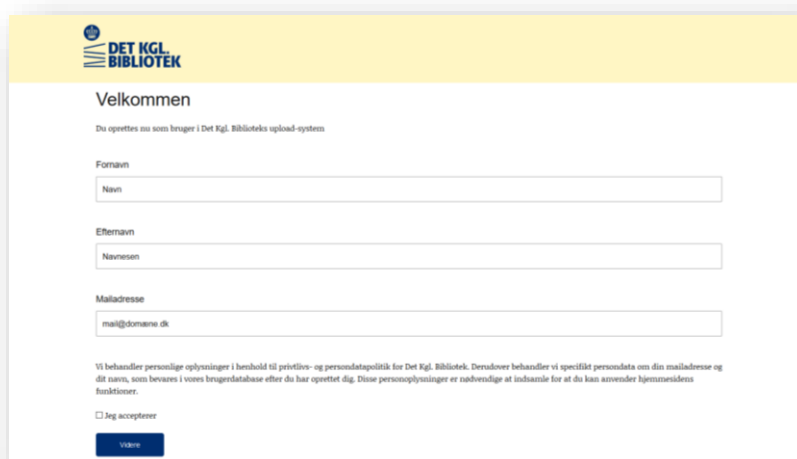 DET KGL.
BIBLIOTEK
Velkommen
Du oprettes nu som bruger i Det Kgl. Biblioteks upload-system
Fornavn
Navn
Efternavn
Navnesen
Mailadresse
mail@domæne.dk
Vi behandler personlige oplysninger i henhold til privtlivs- og persondatapolitik for Det Kgl. Bibliotek. Derudover behandler vi specifikt persondata om din mailadresse og
dit navn, som bevares i vores brugerdatabase efter du har oprettet dig. Disse personoplysninger er nødvendige at indsamle for at du kan anvender hjemmesidens
funktioner.
Jeg accepterer
Videre